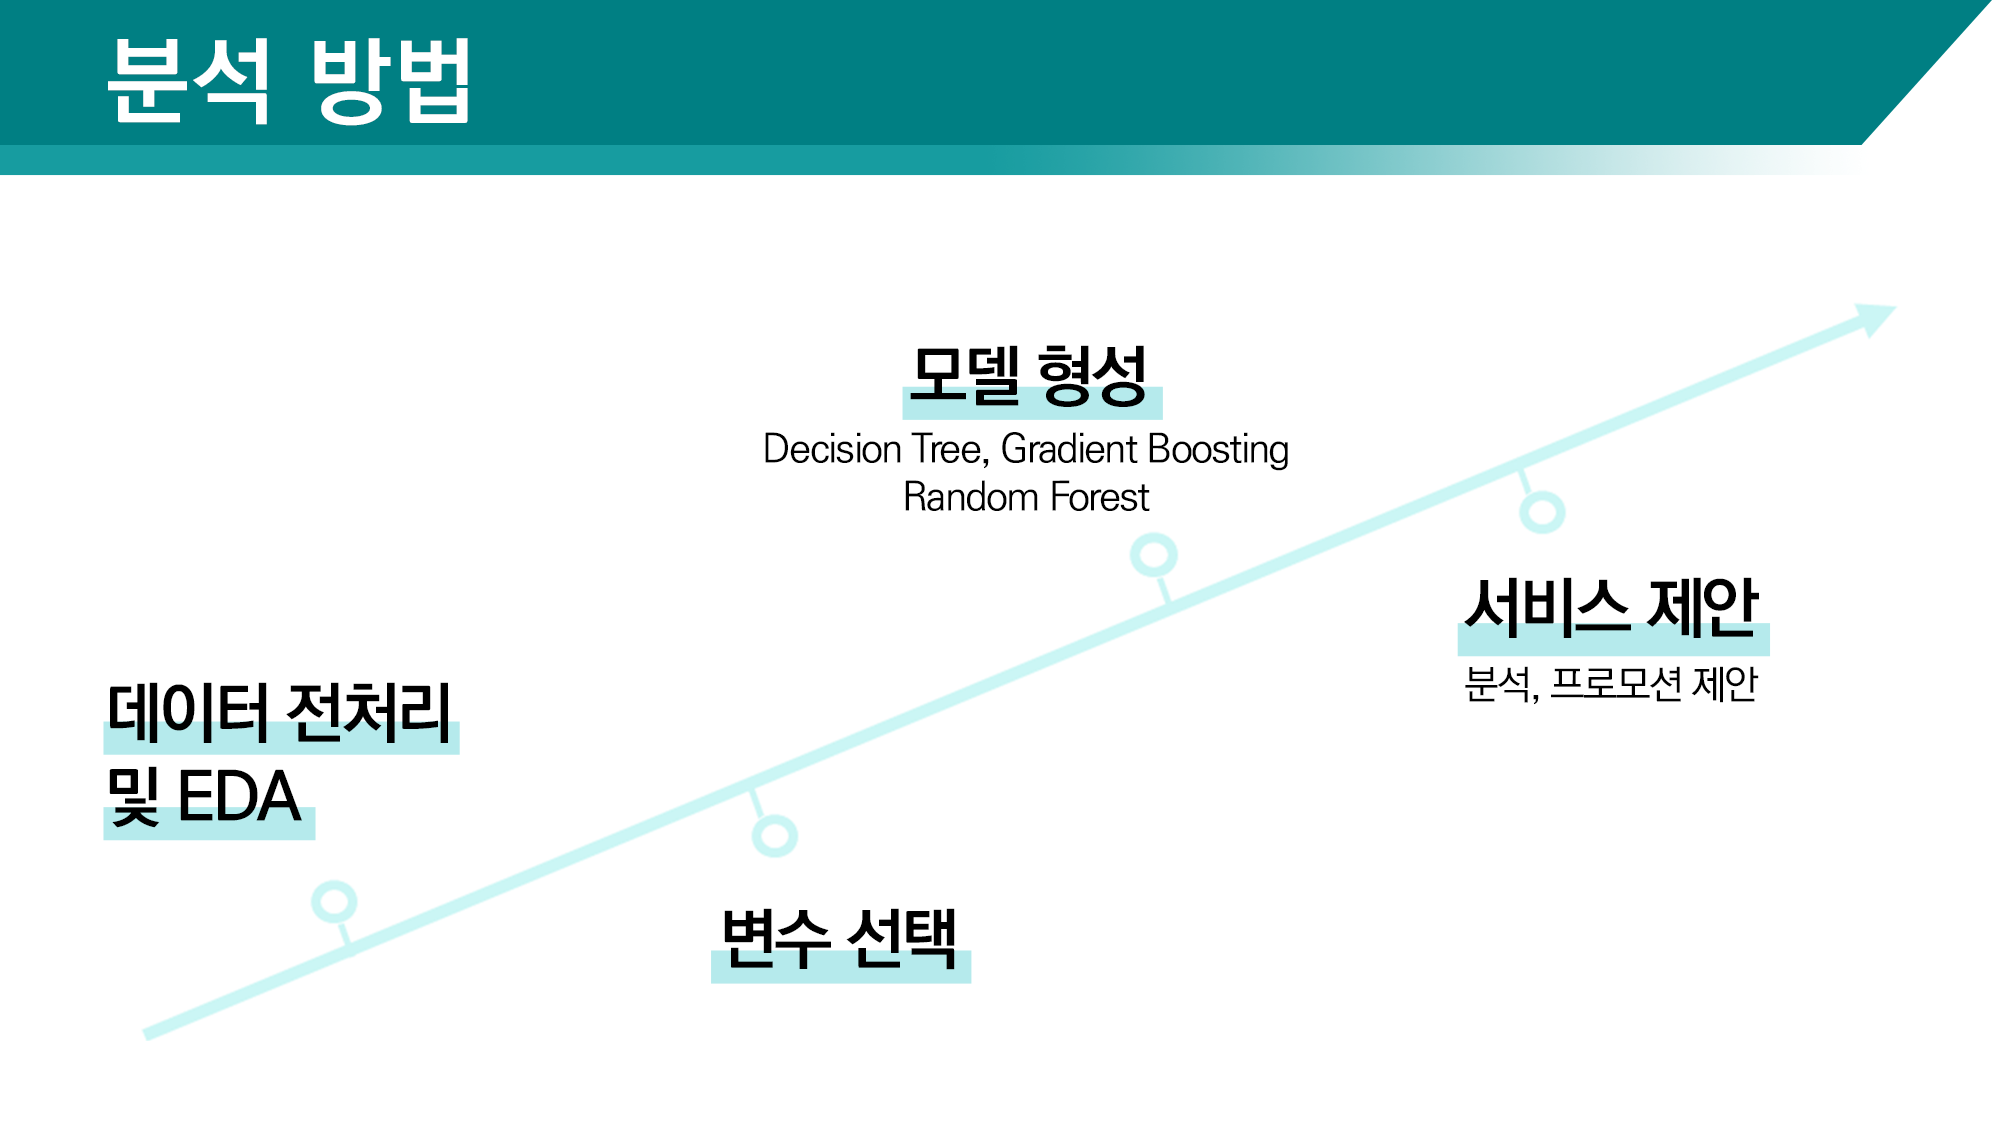 분석 방법
데이터 전처리
및 EDA
변수 선택
모델 형성
Decision Tree, Gradient Boosting
Random Forest
서비스 제안
분석, 프로모션 제안